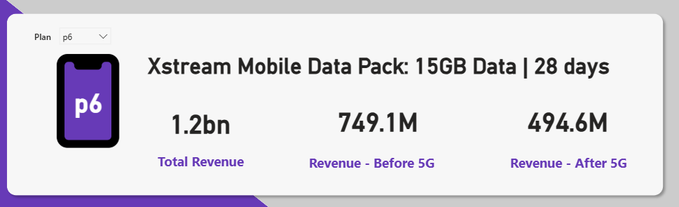 Plan p6
Xstream Mobile Data Pack: 15GB Data | 28 days
p6
1.2bn 749.1M 494.6M
Total Revenue Revenue - Before 5G Revenue - After 5G